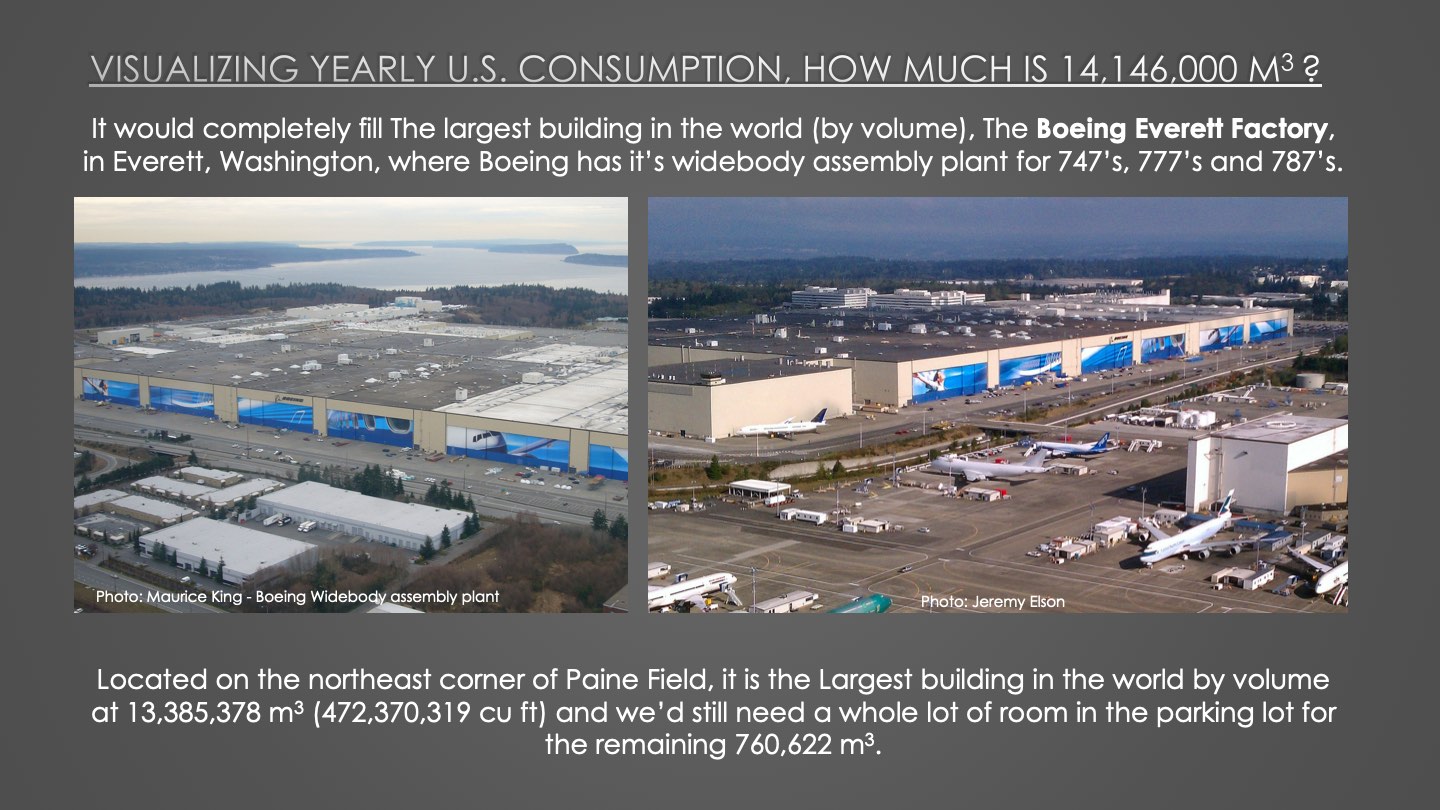 VISUALIZING YEARLY U.S. CONSUMPTION, HOW MUCH IS 14,146,000 M³ ?
It would completely fill The largest building in the world (by volume), The Boeing Everett Factory,
in Everett, Washington, where Boeing has it’s widebody assembly plant for 747’s, 777’s and 787’s.
BOEING
BOEING
Photo: Maurice King - Boeing Widebody assembly plant
Photo: Jeremy Elson
Located on the northeast corner of Paine Field, it is the Largest building in the world by volume
at 13,385,378 m³ (472,370,319 cu ft) and we’d still need a whole lot of room in the parking lot for
the remaining 760,622 m³.